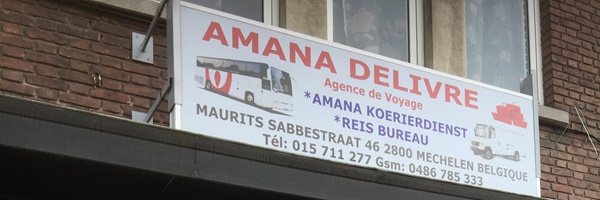 AMANA DELIVRE
Agence de Voyage
*AMANA KOERIERDIENST
*REIS BUREAU
MAURITS SABBESTRAAT 46 2800 MECHELEN BELGIQUE
Tél: 015 711 277 Gsm: 0486 785 333